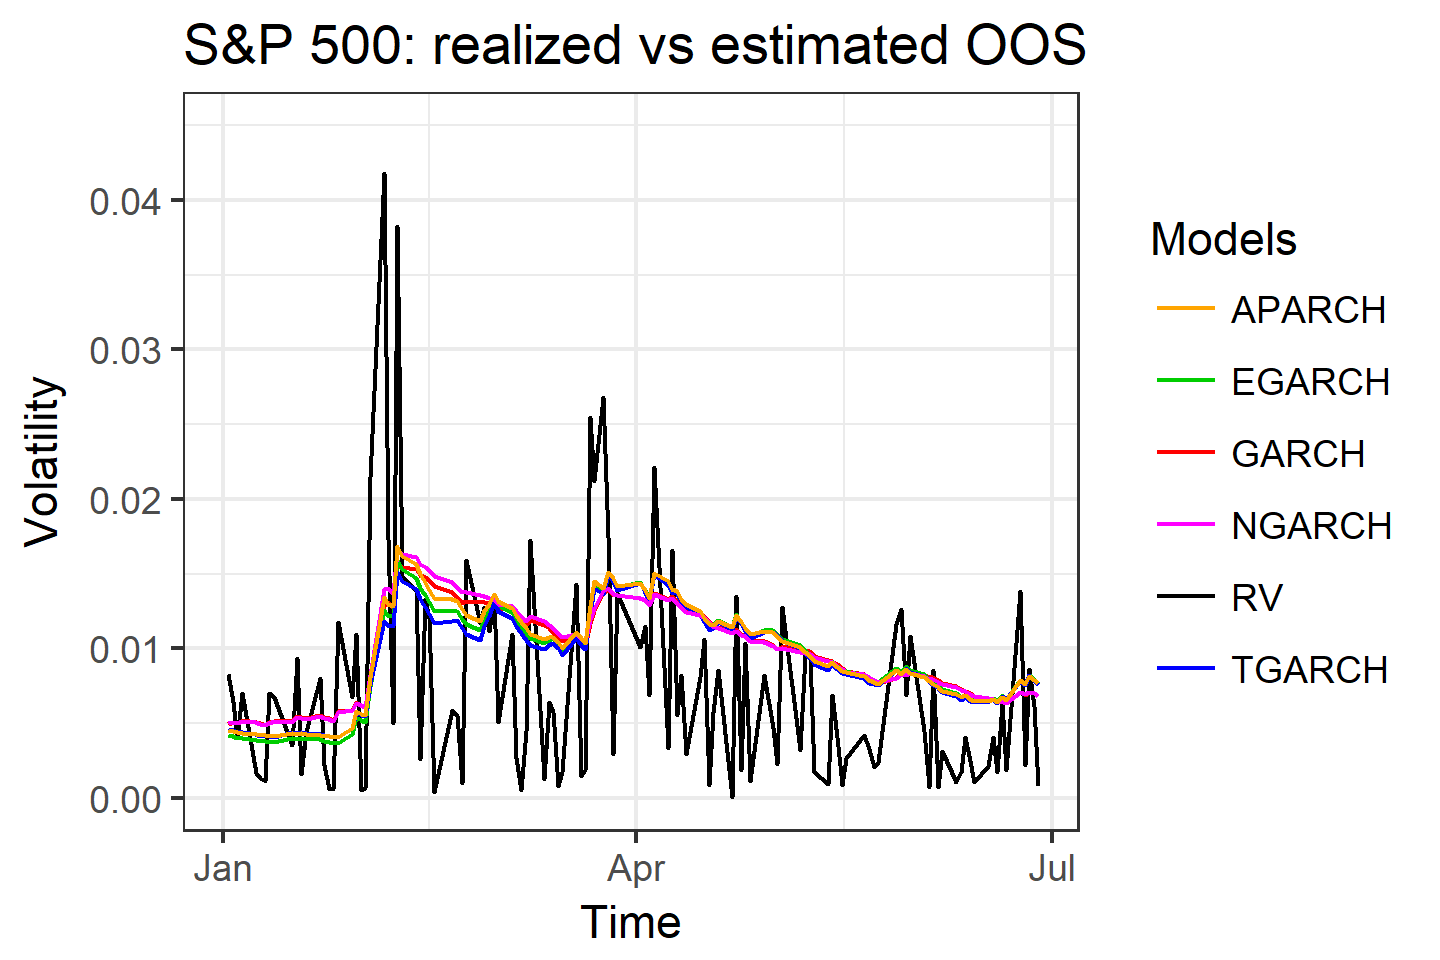 S&P 500: realized vs estimated OOS
Volatility
0.04
0.03
0.02
0.01
0.00
Jan
Apr
Jul
Time
Models
APARCH
EGARCH
GARCH
NGARCH
RV
TGARCH